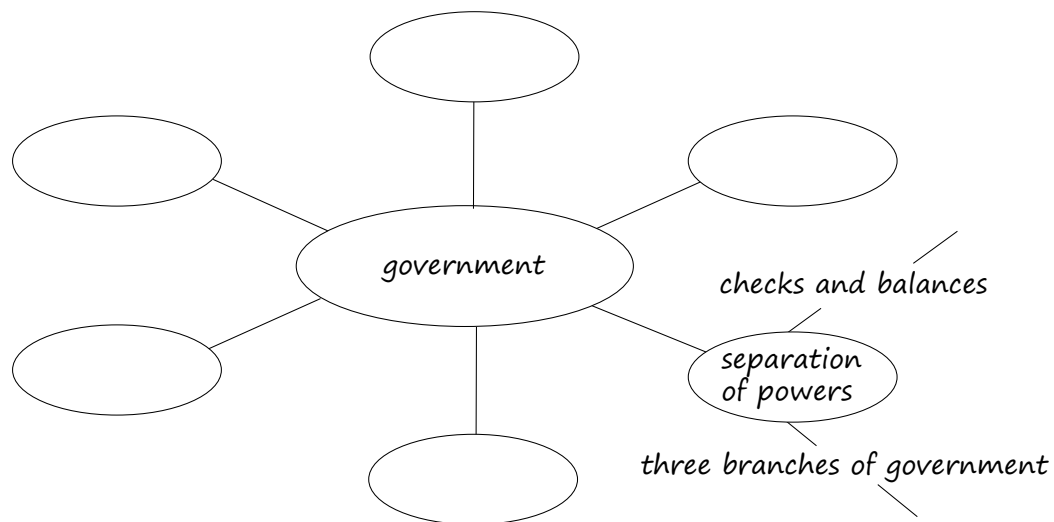 government
checks and balances
separation
of powers
three branches of government